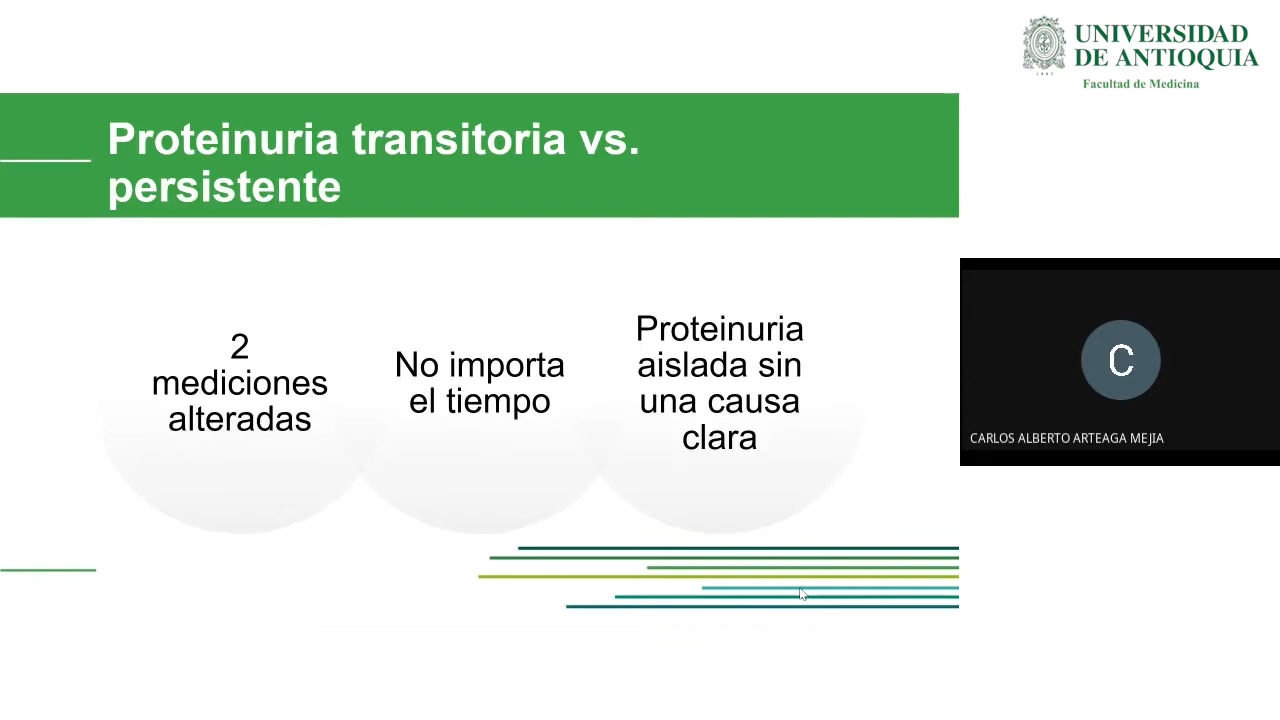 UNIVERSIDAD
DE ANTIOQUIA
1803
Facultad de Medicina
Proteinuria transitoria vs.
persistente
2
mediciones
alteradas
No importa
el tiempo
Proteinuria
aislada sin
una causa
clara
C
CARLOS ALBERTO ARTEAGA MEJIA